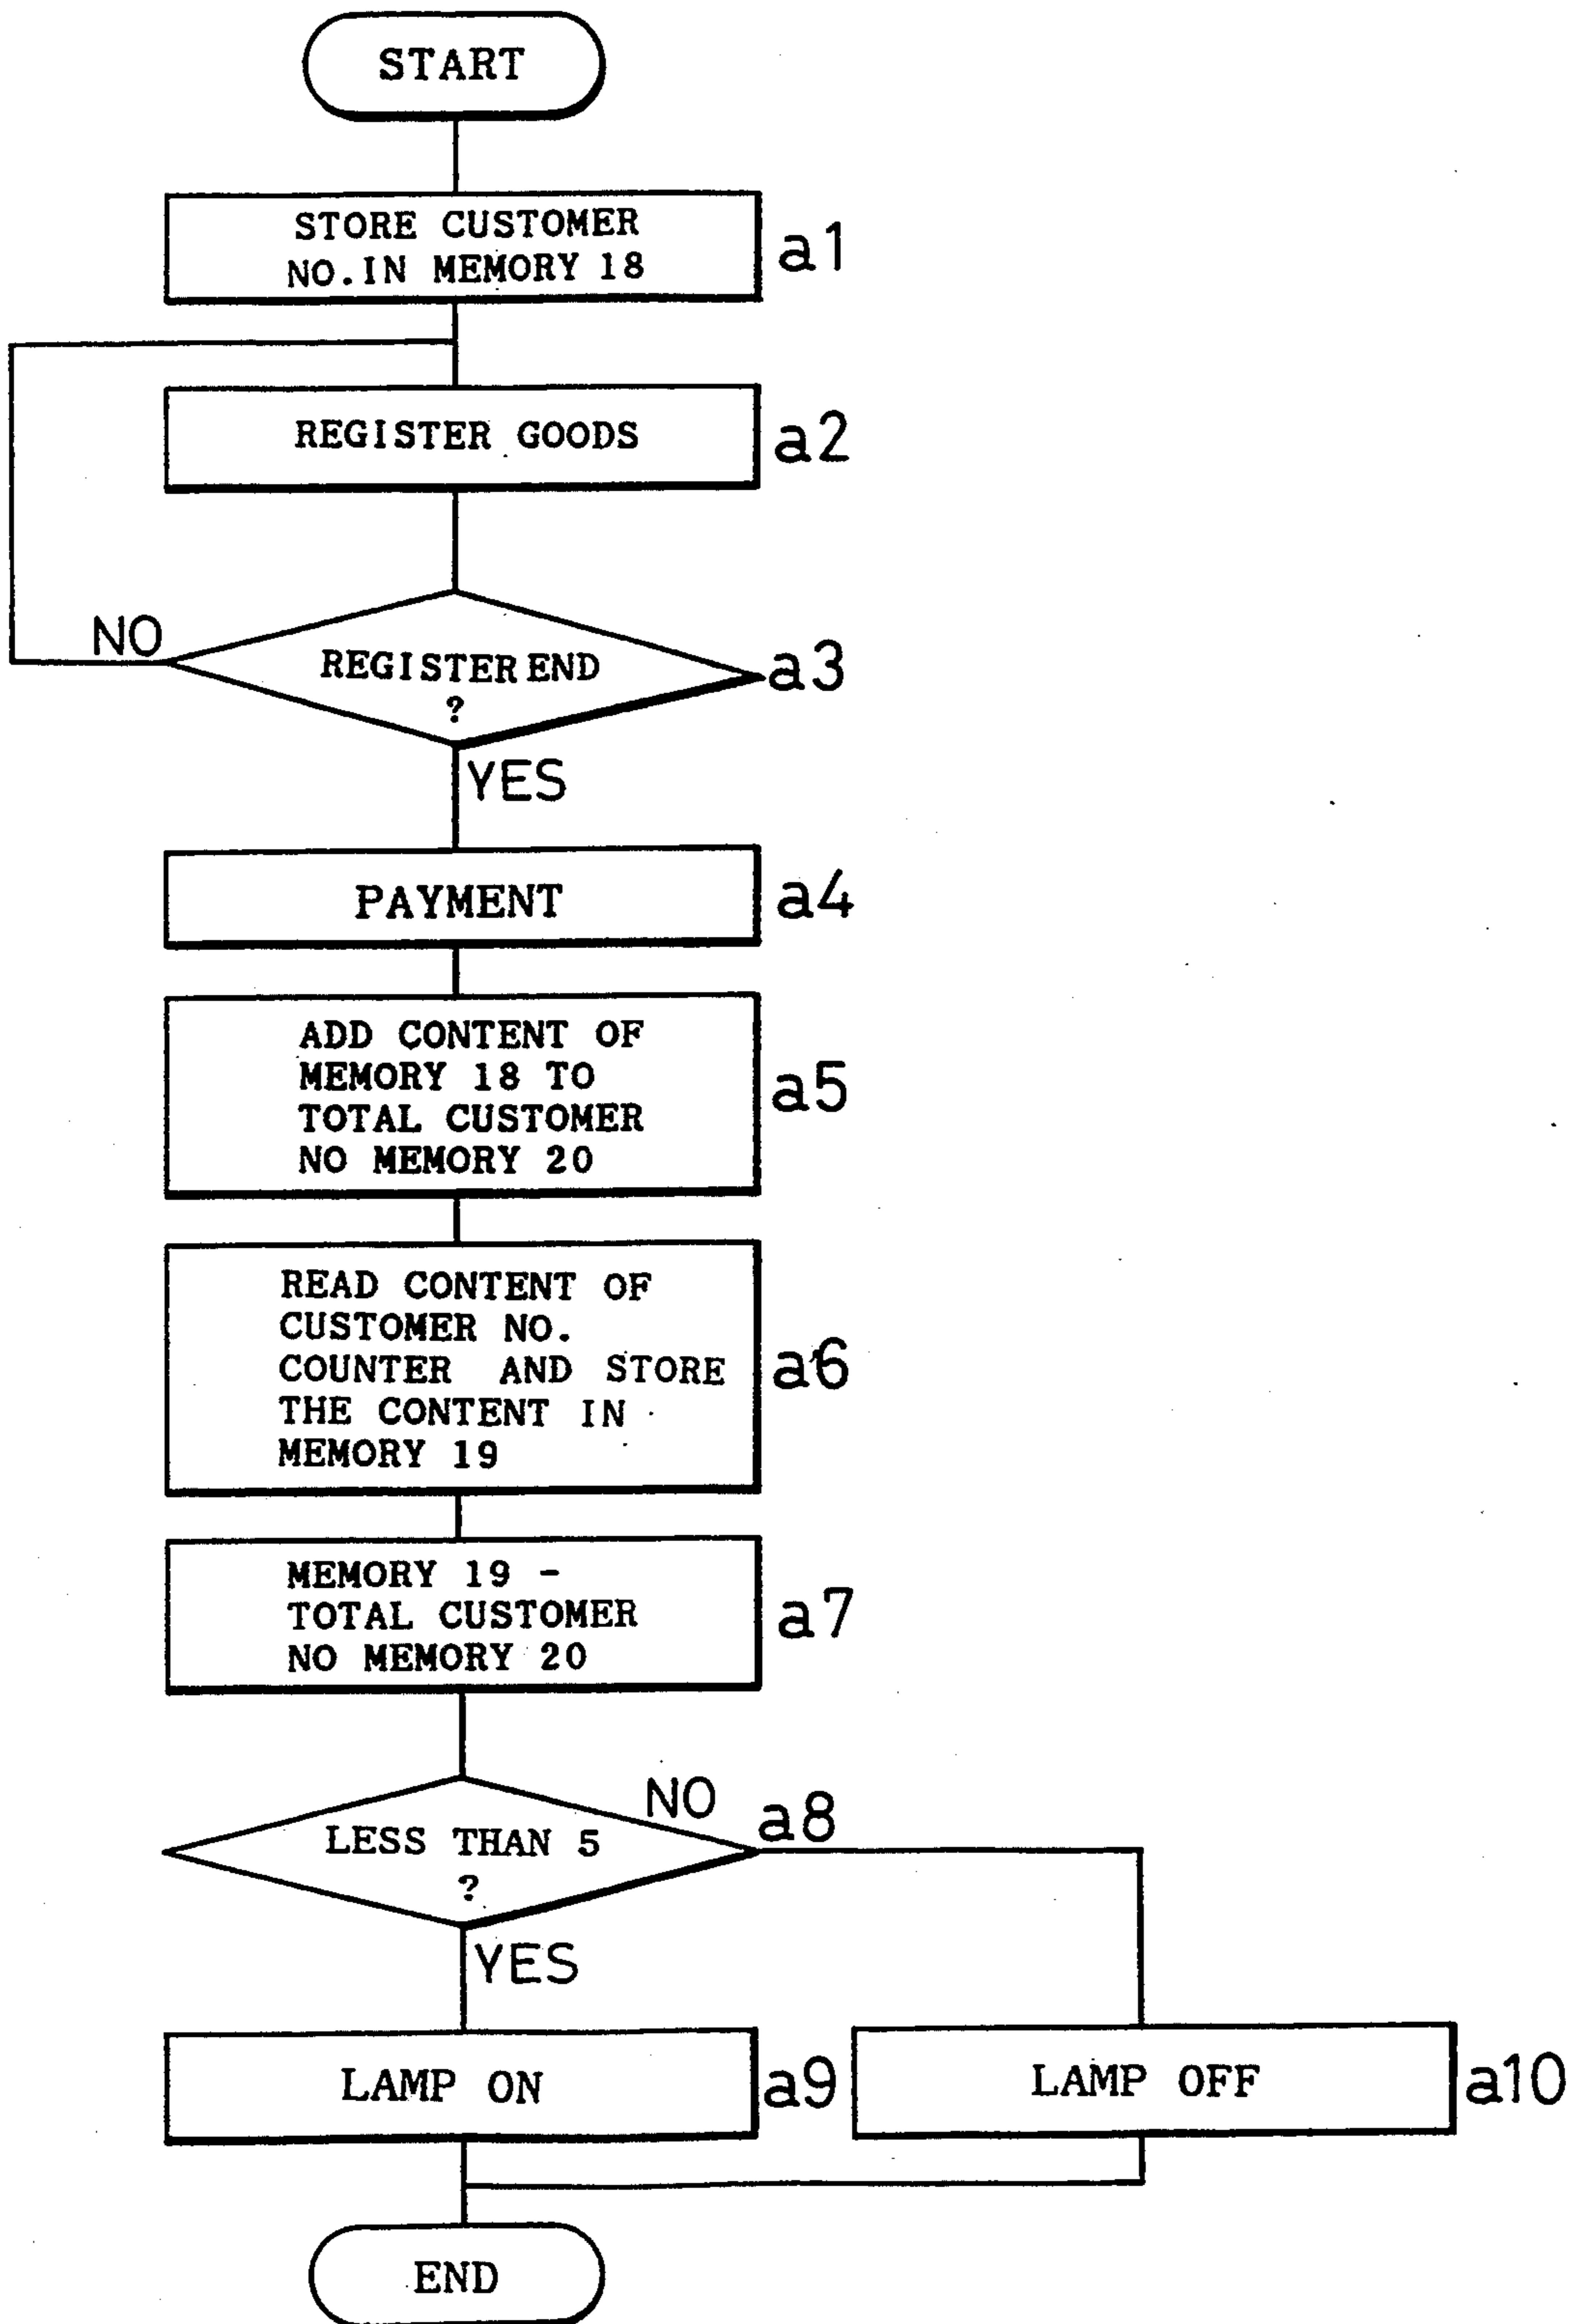 START
STORE CUSTOMER
NO.IN MEMORY 18
a1
REGISTER GOODS
a2
NO
REGISTER END
?
a3
YES
PAYMENT
a4
ADD CONTENT OF
MEMORY 18 TO
TOTAL CUSTOMER
NO MEMORY 20
a5
READ CONTENT OF
CUSTOMER NO.
COUNTER AND STORE
THE CONTENT IN
MEMORY 19
a6
MEMORY 19 -
TOTAL CUSTOMER
NO MEMORY 20
a7
NO
a8
LESS THAN 5
?
YES
LAMP ON
a9
LAMP OFF
a10
END